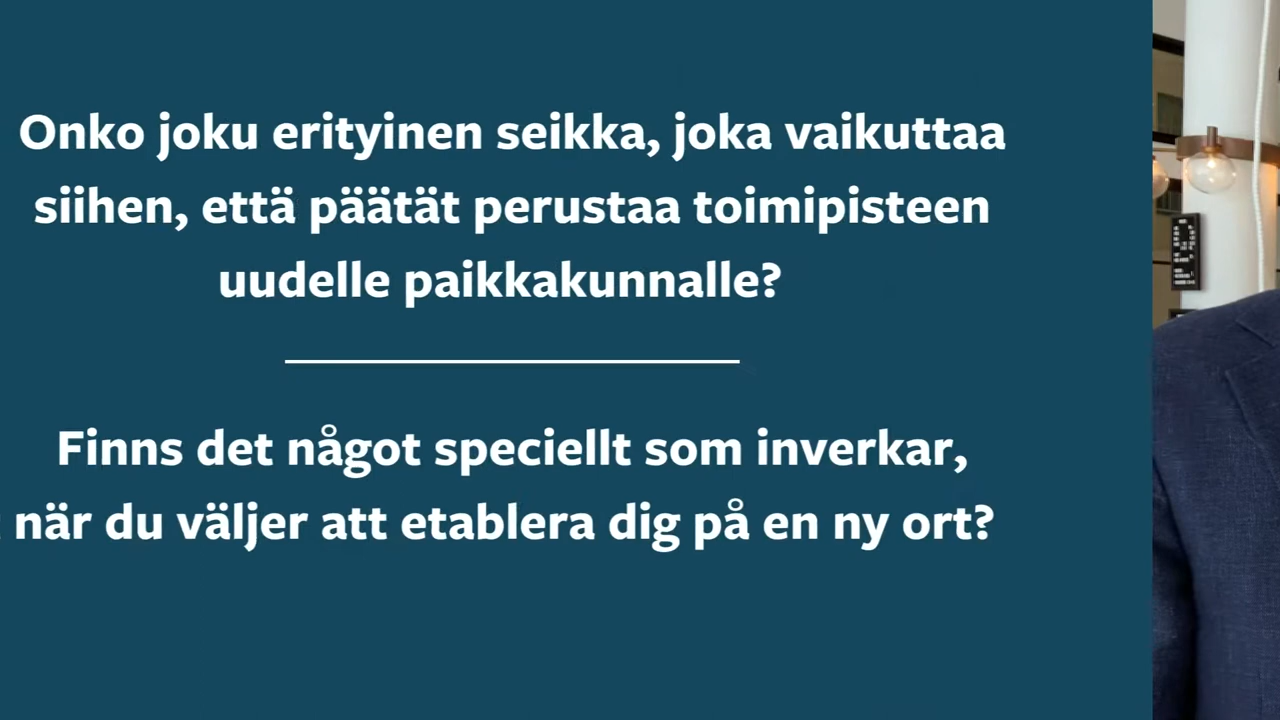 Onko joku erityinen seikka, joka vaikuttaa
siihen, että päätät perustaa toimipisteen
uudelle paikkakunnalle?
Finns det något speciellt som inverkar,
när du väljer att etablera dig på en ny ort?